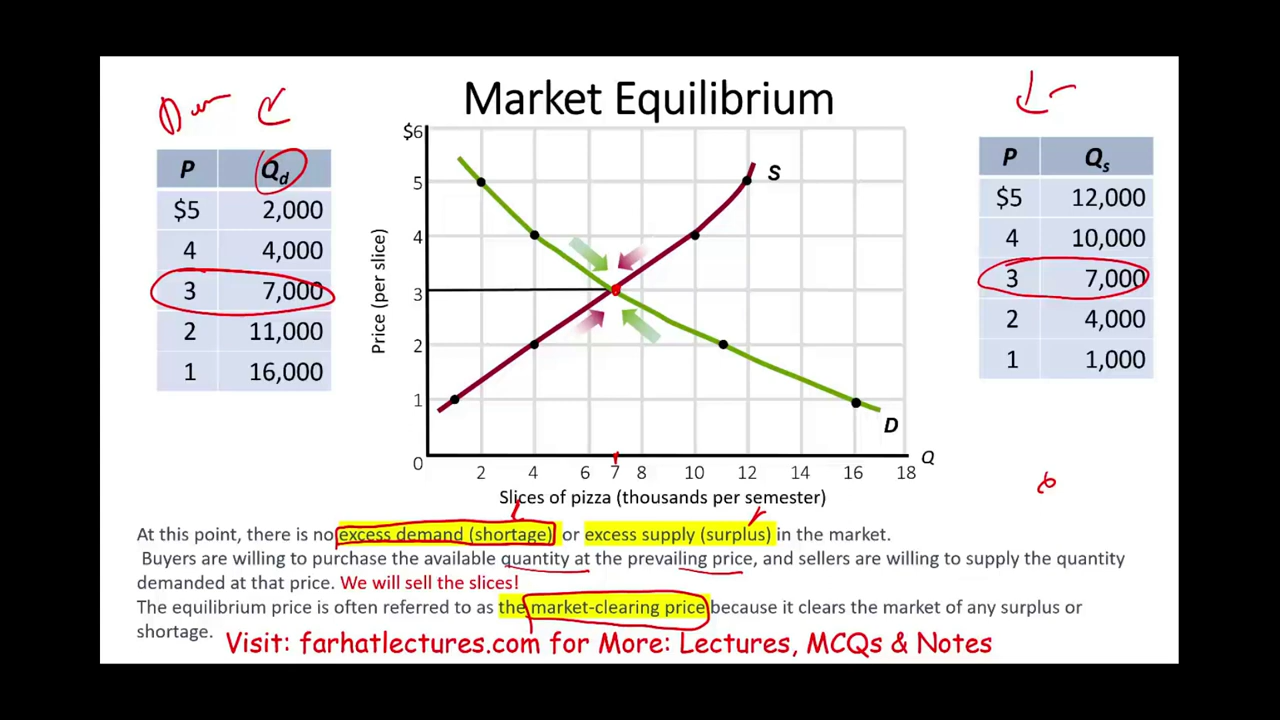 Market Equilibrium
P Qd
$5 2,000
4 4,000
3 7,000
2 11,000
1 16,000
Price (per slice)
$6
5
4
3
2
1
0
S
D
Q
2 4 6 7 8 10 12 14 16 18
Slices of pizza (thousands per semester)
P Qs
$5 12,000
4 10,000
3 7,000
2 4,000
1 1,000
At this point, there is no excess demand (shortage) or excess supply (surplus) in the market.
Buyers are willing to purchase the available quantity at the prevailing price, and sellers are willing to supply the quantity
demanded at that price. We will sell the slices!
The equilibrium price is often referred to as the market-clearing price because it clears the market of any surplus or
shortage.
Visit: farhatlectures.com for More: Lectures, MCQs & Notes